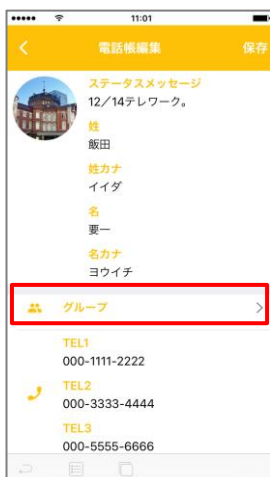 11:01
電話帳編集 保存
ステータスメッセージ
12/14テレワーク。
姓
飯田
姓カナ
イイダ
名
要一
名カナ
ヨウイチ
グループ
TEL1
000-1111-2222
TEL2
000-3333-4444
TEL3
000-5555-6666